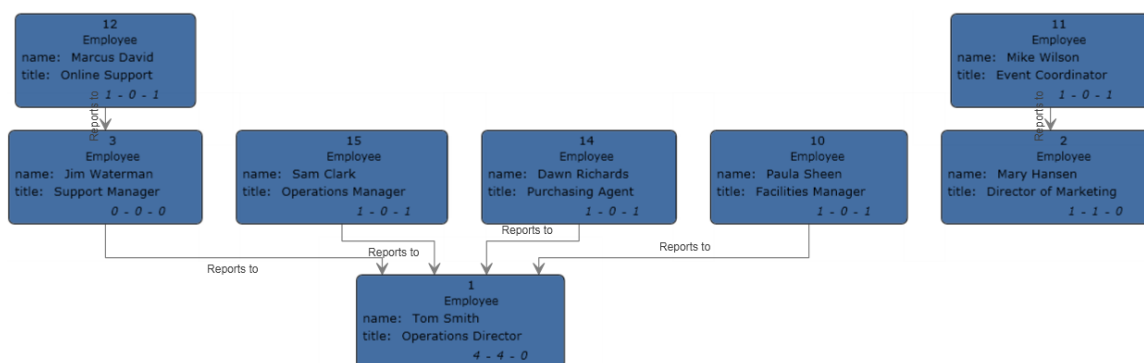 12
Employee
name: Marcus David
title: Online Support
1 - 0 - 1
11
Employee
name: Mike Wilson
title: Event Coordinator
1 - 0 - 1
Reports to
Reports to
3
Employee
name: Jim Waterman
title: Support Manager
0 - 0 - 0
15
Employee
name: Sam Clark
title: Operations Manager
1 - 0 - 1
14
Employee
name: Dawn Richards
title: Purchasing Agent
1 - 0 - 1
10
Employee
name: Paula Sheen
title: Facilities Manager
1 - 0 - 1
2
Employee
name: Mary Hansen
title: Director of Marketing
1 - 1 - 0
Reports to
Reports to
Reports to
Reports to
1
Employee
name: Tom Smith
title: Operations Director
4 - 4 - 0